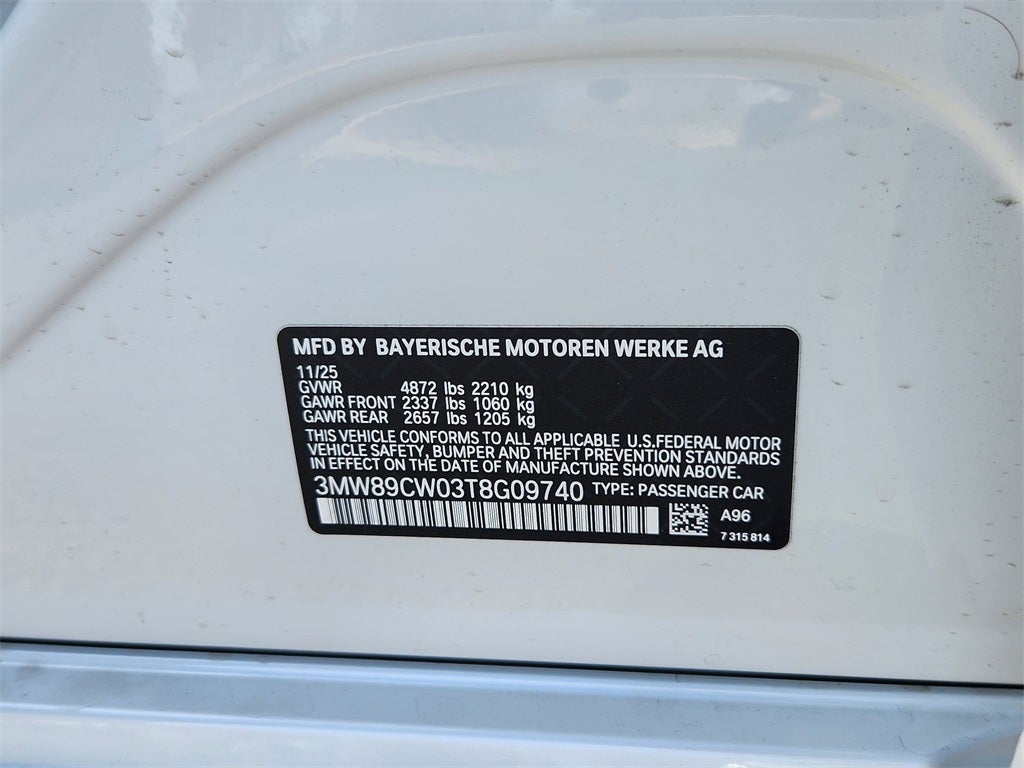 MFD BY BAYERISCHE MOTOREN WERKE AG
11/25
GVWR 4872 lbs 2210 kg
GAWR FRONT 2337 lbs 1060 kg
GAWR REAR 2657 lbs 1205 kg
THIS VEHICLE CONFORMS TO ALL APPLICABLE U.S.FEDERAL MOTOR
VEHICLE SAFETY, BUMPER AND THEFT PREVENTION STANDARDS
IN EFFECT ON THE DATE OF MANUFACTURE SHOWN ABOVE.
3MW89CW03T8G09740 TYPE: PASSENGER CAR
A96
7 315 814